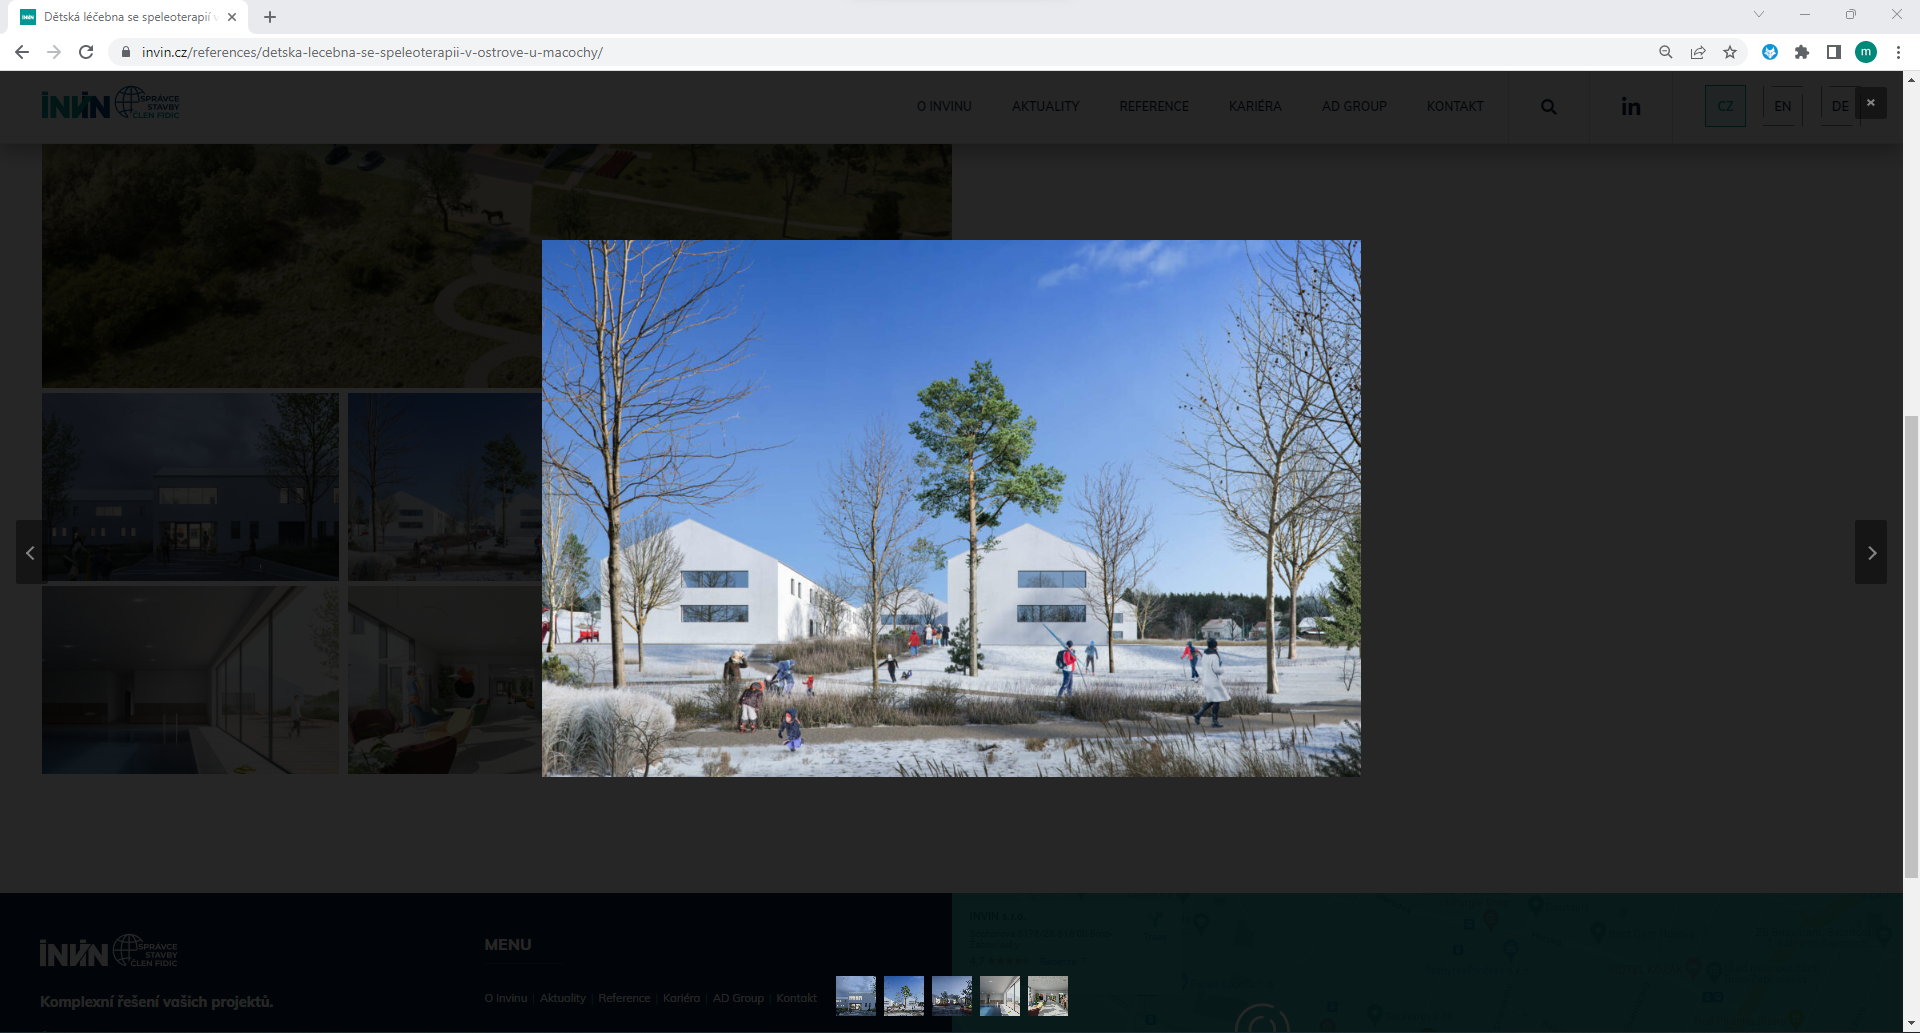 Dětská léčebna se speleoterapií v
invin.cz/references/detska-lecebna-se-speleoterapii-v-ostrove-u-macochy/
m
INVIN SPRÁVCE
STAVBY
ČLEN FIDIC
O INVINU AKTUALITY REFERENCE KARIÉRA AD GROUP KONTAKT in CZ EN DE
INVIN s.r.o.
INVIN SPRÁVCE
STAVBY
ČLEN FIDIC
MENU
Komplexní řešení vašich projektů.
O Invinu | Aktuality | Reference | Kariéra | AD Group | Kontakt